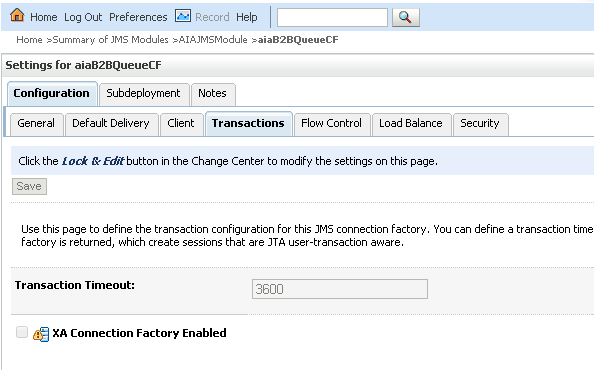 Home Log Out Preferences Record Help
Home >Summary of JMS Modules >AIAJMSModule >aiaB2BQueueCF
Settings for aiaB2BQueueCF
Configuration Subdeployment Notes
General Default Delivery Client Transactions Flow Control Load Balance Security
Click the Lock & Edit button in the Change Center to modify the settings on this page.
Save
Use this page to define the transaction configuration for this JMS connection factory. You can define a transaction time
factory is returned, which create sessions that are JTA user-transaction aware.
Transaction Timeout: 3600
XA Connection Factory Enabled